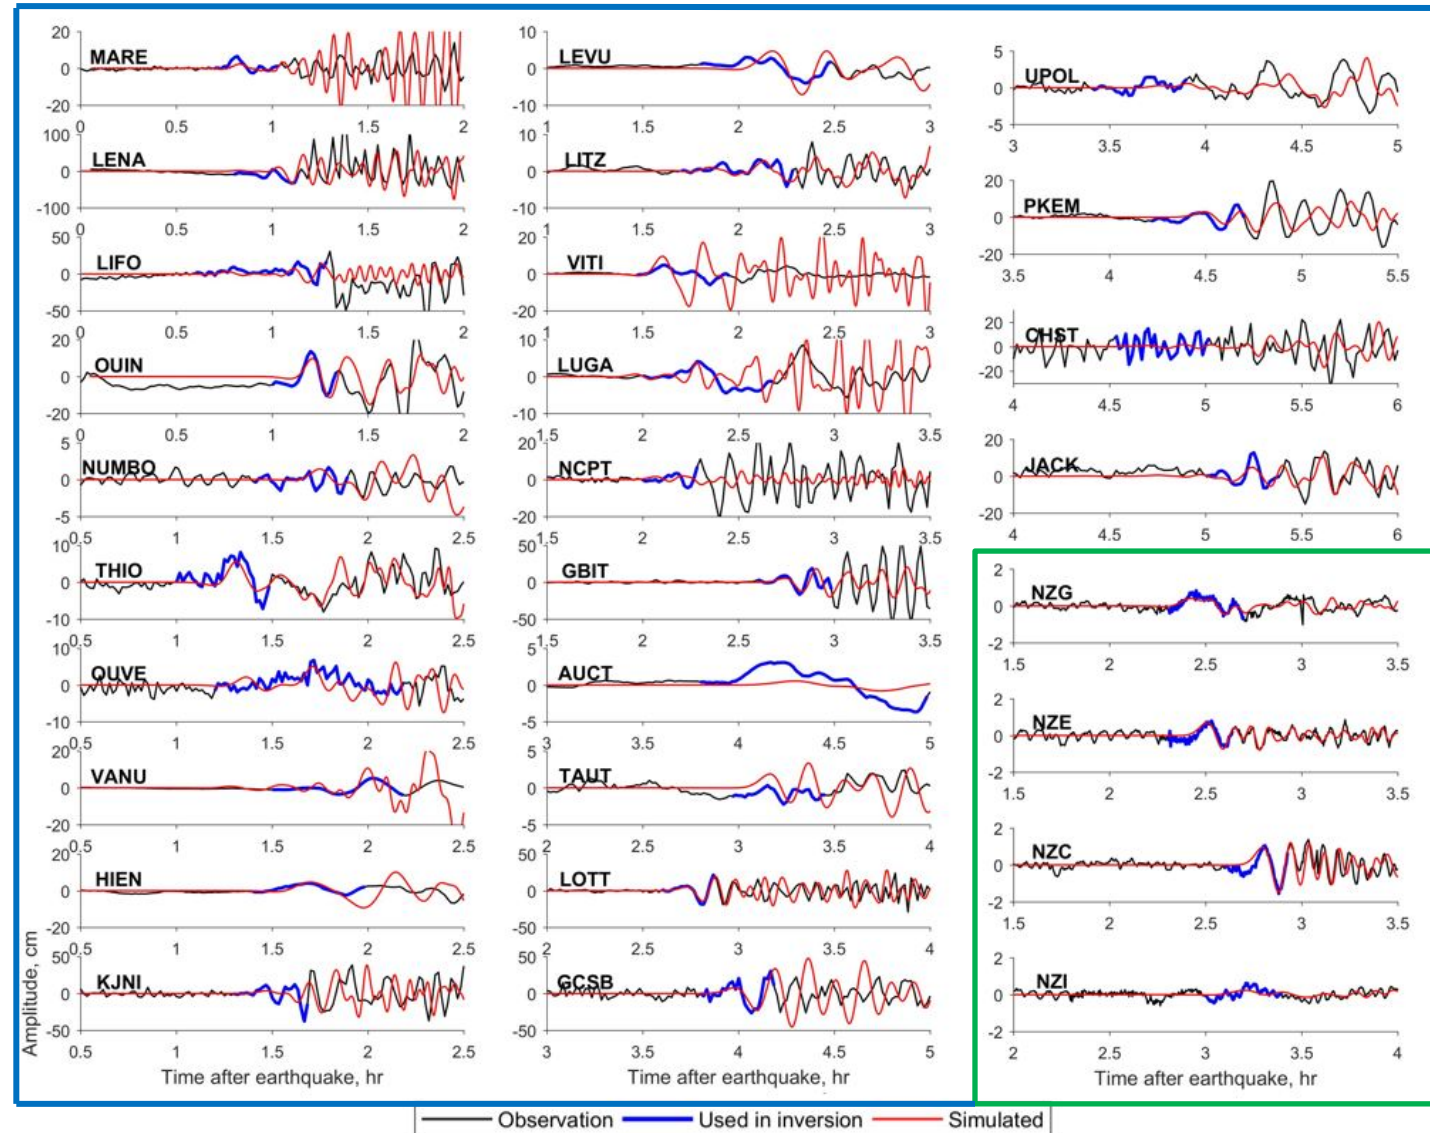 20
MARE
0
-20
0 0.5 1 1.5 2
100
LENA
0
-100
0 0.5 1 1.5 2
50
LIFO
0
-50
0 0.5 1 1.5 2
20
OUIN
0
-20
0 0.5 1 1.5 2
5
NUMBO
0
-5
0.5 1 1.5 2 2.5
10
THIO
0
-10
0.5 1 1.5 2 2.5
10
OUVE
0
-10
0.5 1 1.5 2 2.5
20
VANU
0
-20
0.5 1 1.5 2 2.5
20
HIEN
0
-20
0.5 1 1.5 2 2.5
50
KJNI
0
-50
0.5 1 1.5 2 2.5
Amplitude, cm
Time after earthquake, hr
10
LEVU
0
-10
1 2 2.5 3
10
LITZ
0
-10
1 1.5 2 2.5 3
20
VITI
0
-20
1 1.5 2 2.5 3
10
LUGA
0
-10
1.5 2 2.5 3 3.5
20
NCPT
0
-20
1.5 2 2.5 3 3.5
50
GBIT
0
-50
1.5 2 2.5 3 3.5
5
AUCT
0
-5
3 3.5 4 4.5 5
5
TAUT
0
-5
2 2.5 3 3.5 4
50
LOTT
0
-50
2 2.5 3 3.5 4
50
GCSB
0
-50
3 3.5 4 4.5 5
Time after earthquake, hr
5
UPOL
0
-5
3 3.5 4 4.5 5
20
PKEM
0
-20
3.5 4 4.5 5 5.5
20
CHST
0
-20
4 4.5 5 5.5 6
20
JACK
0
-20
4 4.5 5 5.5 6
2
NZG
0
-2
1.5 2 2.5 3 3.5
2
NZE
0
-2
1.5 2 2.5 3 3.5
2
NZC
0
-2
1.5 2 2.5 3 3.5
2
NZI
0
-2
2 2.5 3 3.5 4
Time after earthquake, hr
Observation Used in inversion Simulated